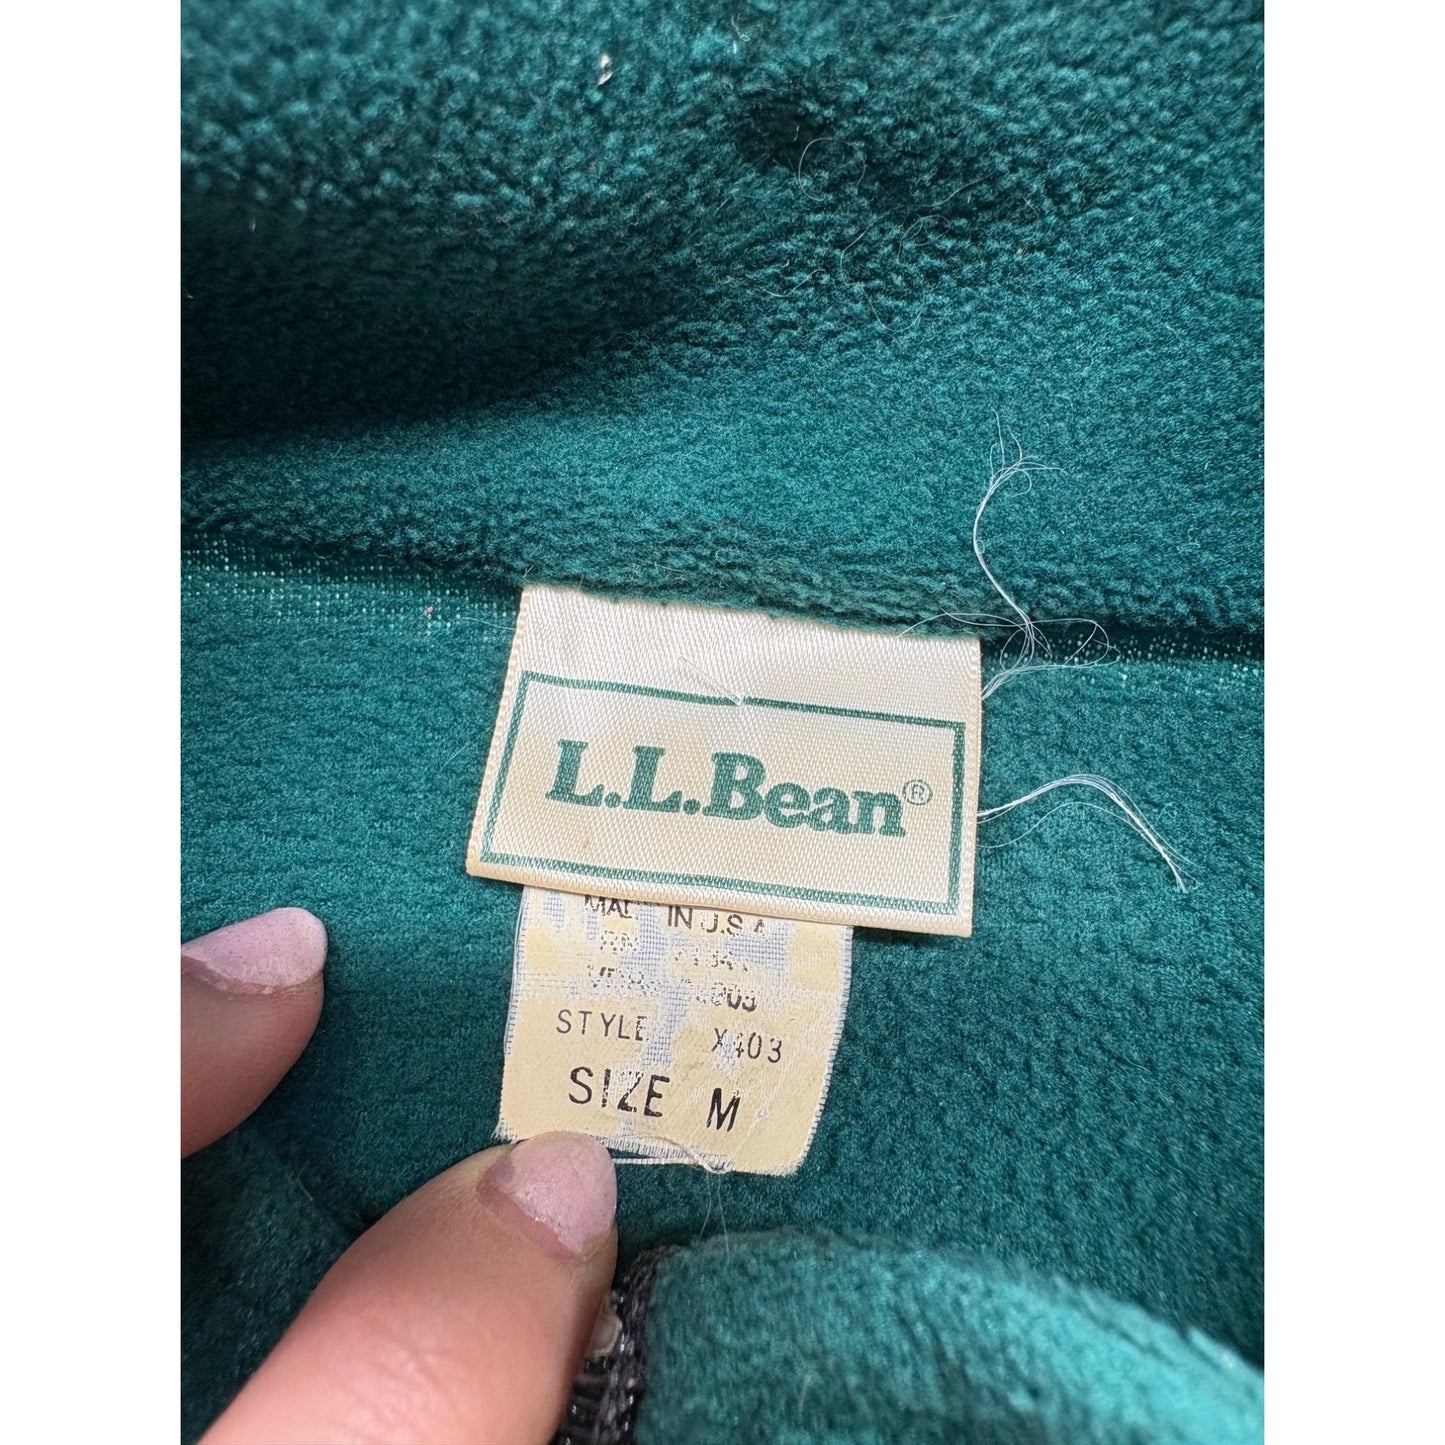 L.L.Bean®
MADE IN U.S.A
STYLE X403
SIZE M